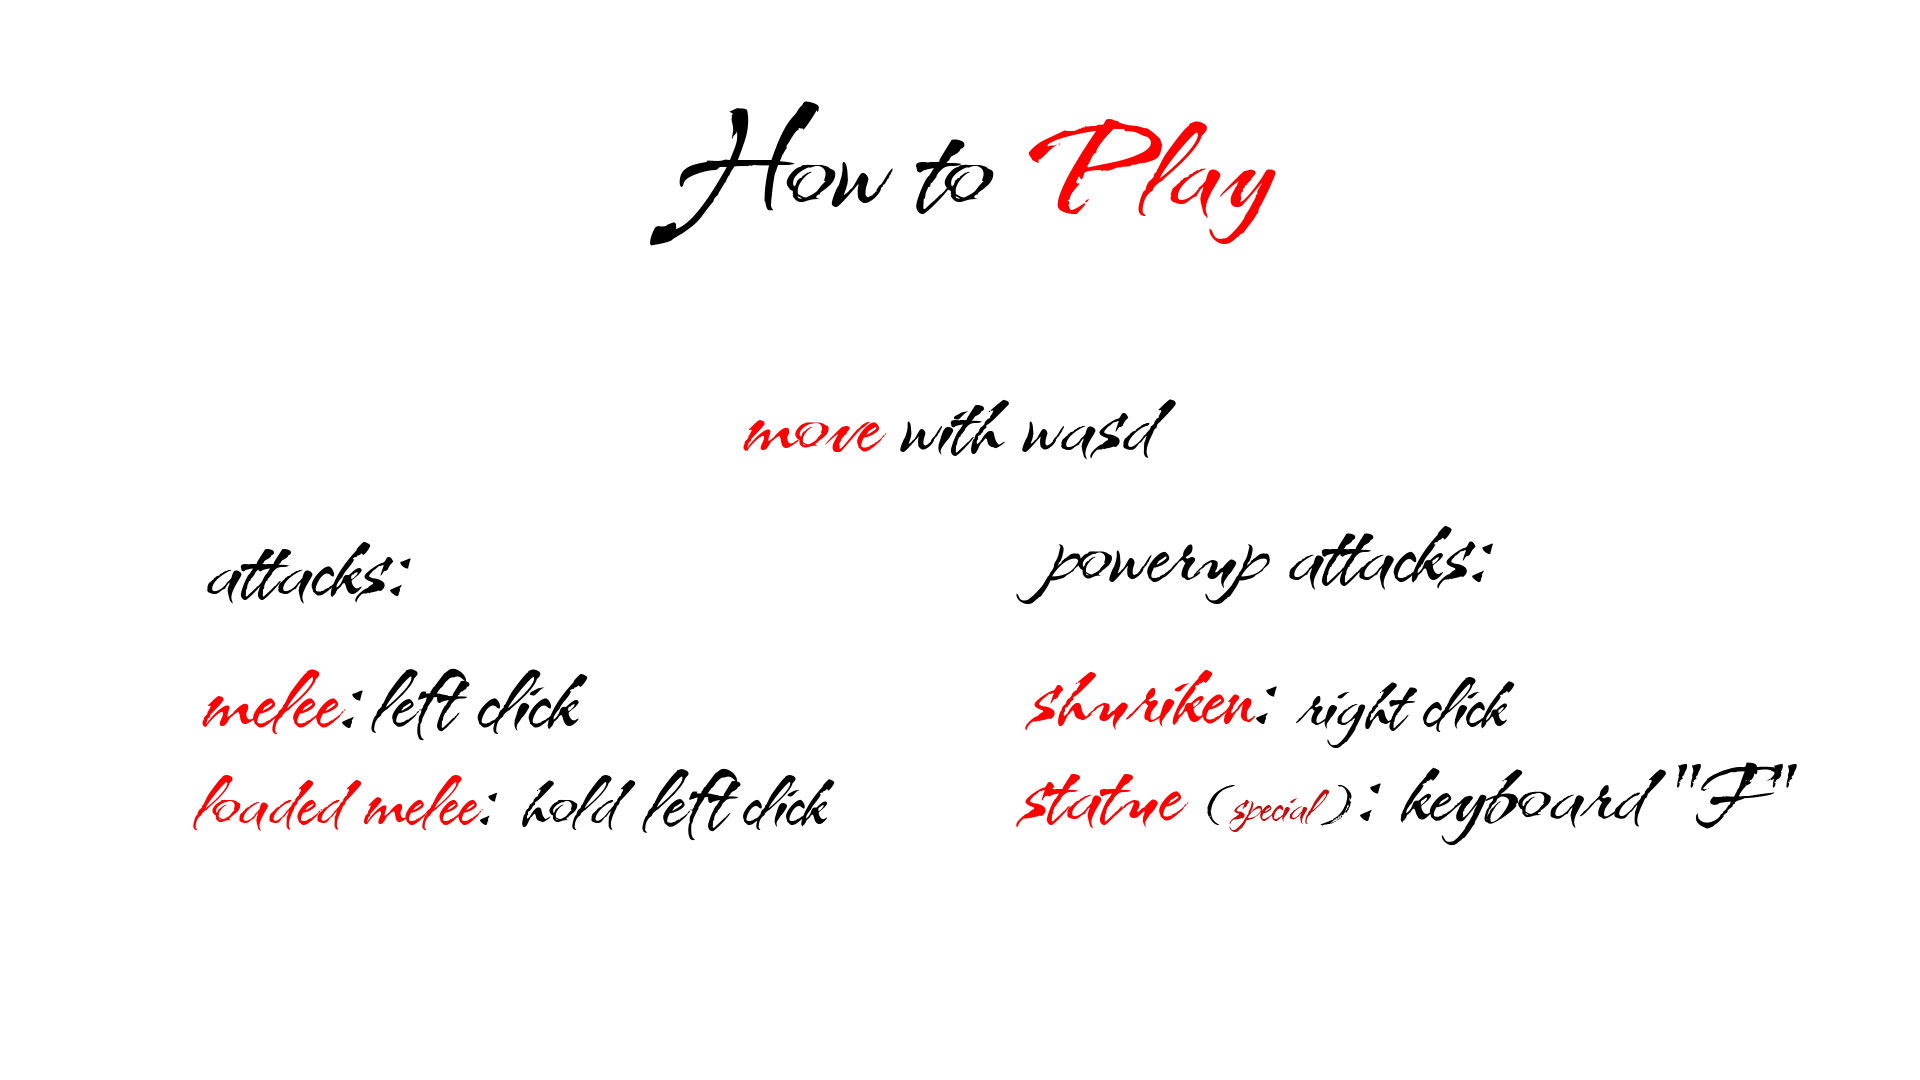 How to Play
move with wasd
attacks:
melee: left click
loaded melee: hold left click
powerup attacks:
shuriken: right click
statue (special): keyboard "F"